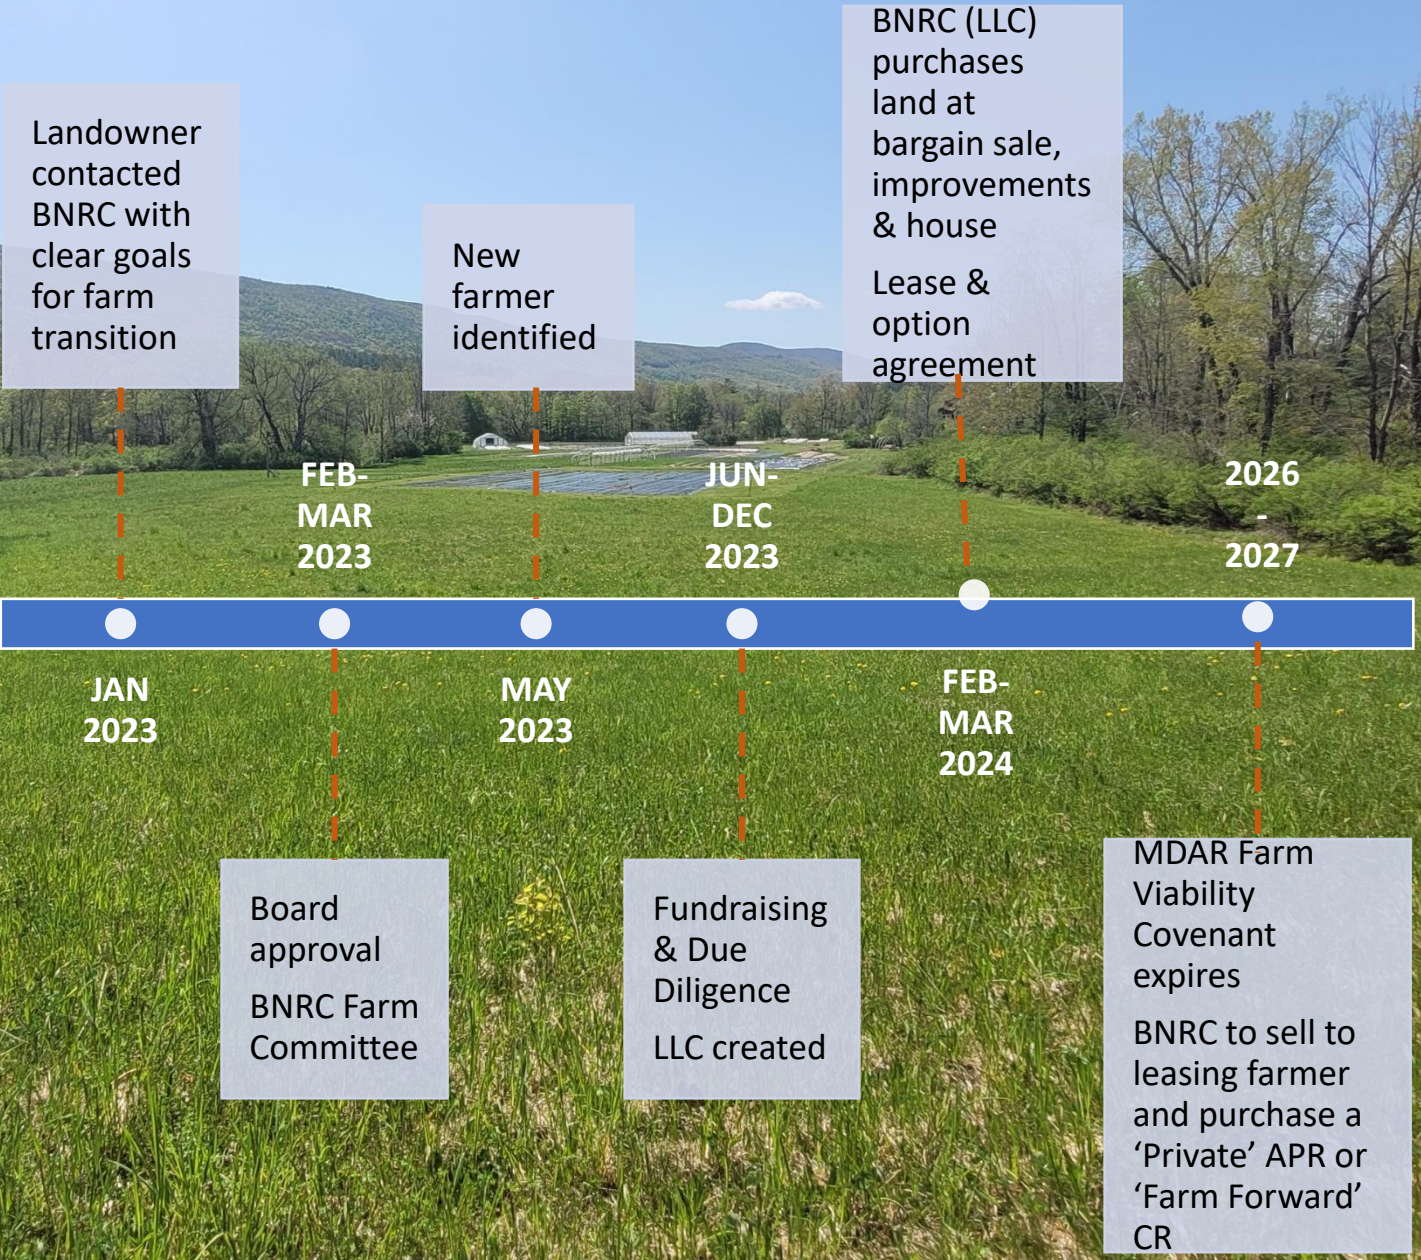 Landowner
contacted
BNRC with
clear goals
for farm
transition
JAN
2023
FEB-
MAR
2023
Board
approval
BNRC Farm
Committee
New
farmer
identified
MAY
2023
JUN-
DEC
2023
Fundraising
& Due
Diligence
LLC created
BNRC (LLC)
purchases
land at
bargain sale,
improvements
& house
Lease &
option
agreement
FEB-
MAR
2024
2026
-
2027
MDAR Farm
Viability
Covenant
expires
BNRC to sell to
leasing farmer
and purchase a
‘Private’ APR or
‘Farm Forward’
CR